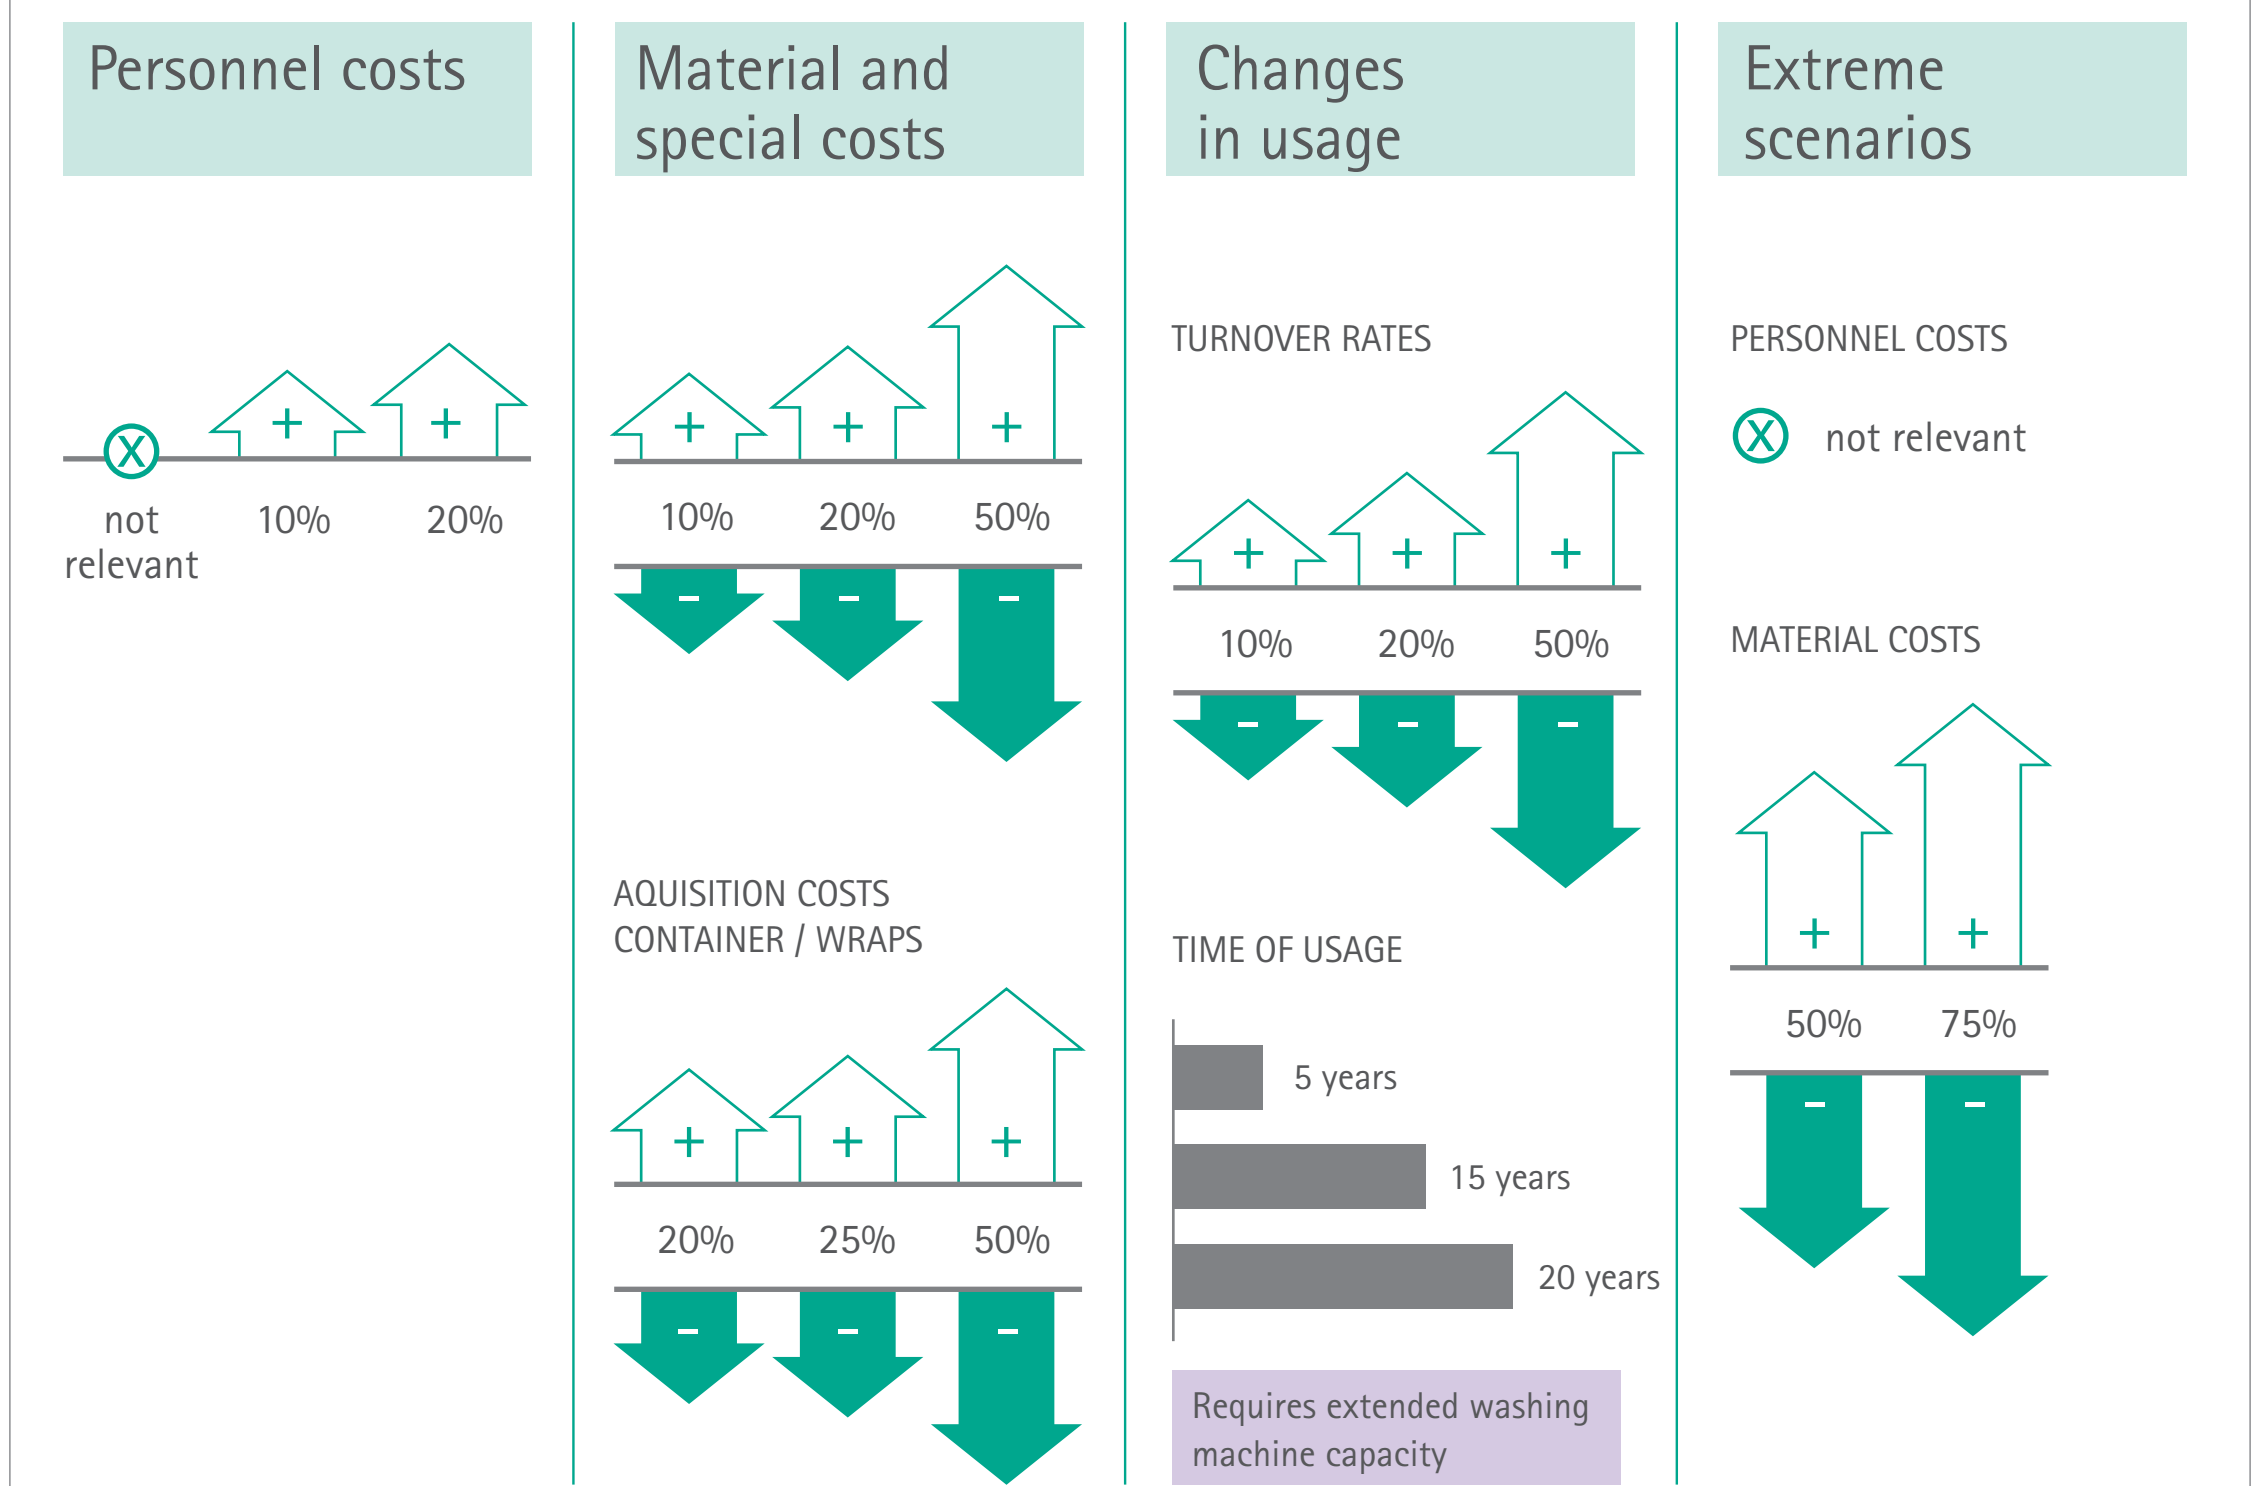 Personnel costs
X
+
+
not
relevant
10%
20%
Material and
special costs
+
+
+
10%
20%
50%
-
-
-
AQUISITION COSTS
CONTAINER / WRAPS
+
+
+
20%
25%
50%
-
-
-
Changes
in usage
TURNOVER RATES
+
+
+
10%
20%
50%
-
-
-
TIME OF USAGE
5 years
15 years
20 years
Requires extended washing
machine capacity
Extreme
scenarios
PERSONNEL COSTS
X not relevant
MATERIAL COSTS
+
+
50%
75%
-
-